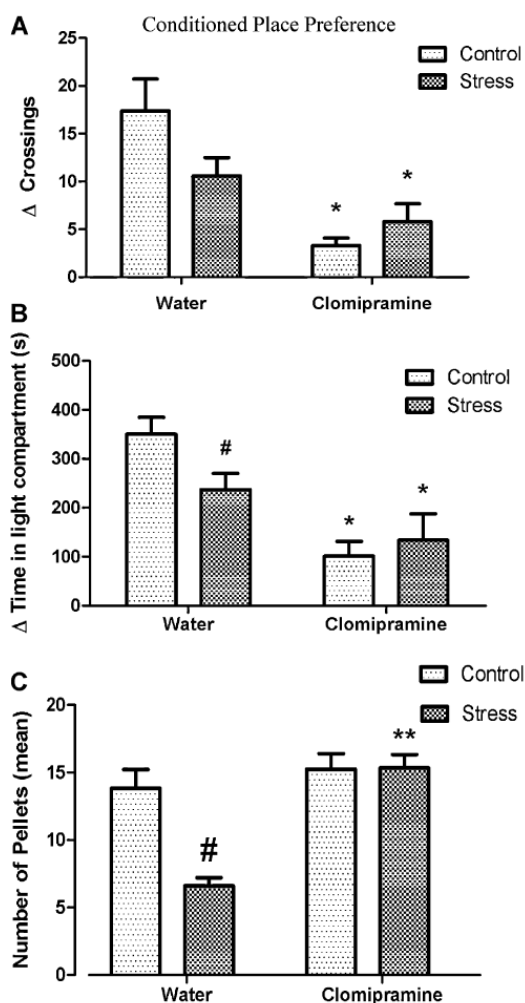 A
Conditioned Place Preference
25
20
15
10
5
0
Δ Crossings
Control
Stress
*
*
Water
Clomipramine
B
500
400
300
200
100
0
Δ Time in light compartment (s)
Control
Stress
#
*
*
Water
Clomipramine
C
20
15
10
5
0
Number of Pellets (mean)
Control
Stress
#
**
Water
Clomipramine